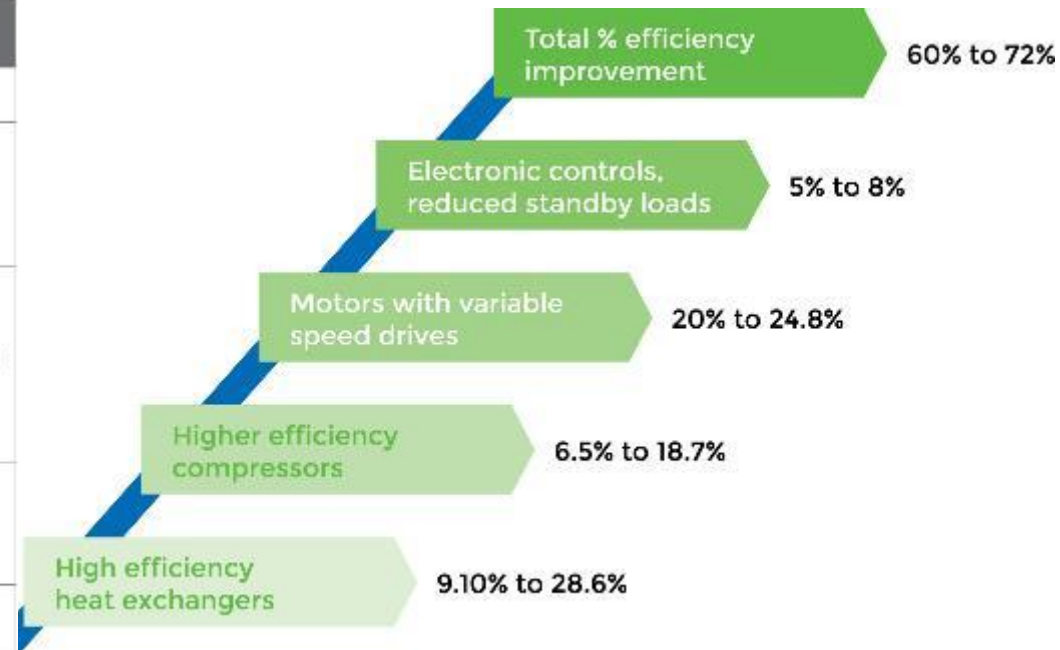 Total % efficiency
improvement
60% to 72%
Electronic controls,
reduced standby loads
5% to 8%
Motors with variable
speed drives
20% to 24.8%
Higher efficiency
compressors
6.5% to 18.7%
High efficiency
heat exchangers
9.10% to 28.6%